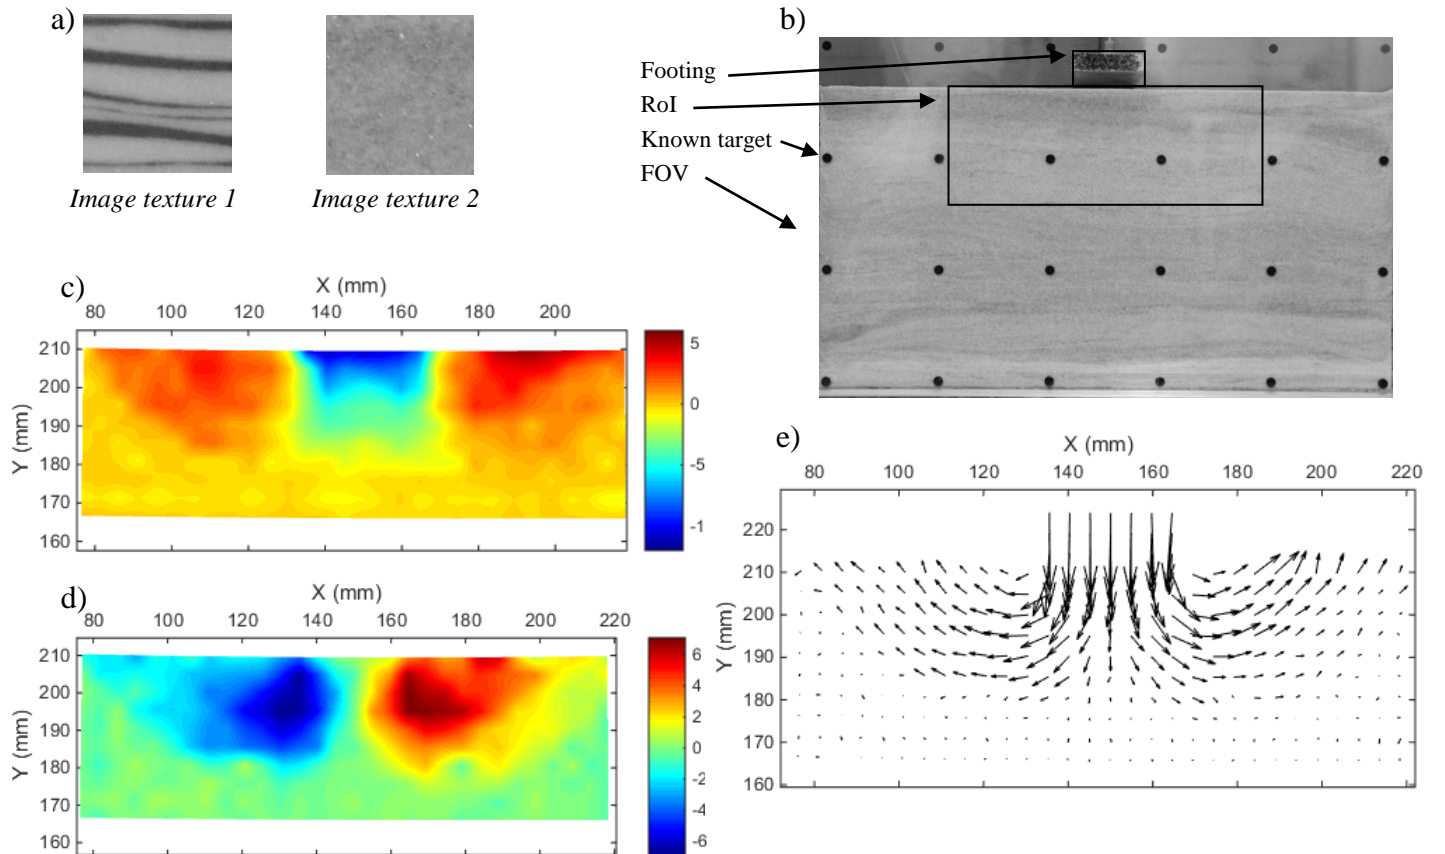 a)
Image texture 1
Image texture 2
b)
Footing
RoI
Known target
FOV
c)
X (mm)
80 100 120 140 160 180 200
Y (mm)
210
200
190
180
170
160
5
0
-5
-1
d)
X (mm)
80 100 120 140 160 180 200 220
Y (mm)
210
200
190
180
170
160
6
4
2
0
-2
-4
-6
e)
X (mm)
80 100 120 140 160 180 200 220
Y (mm)
220
210
200
190
180
170
160